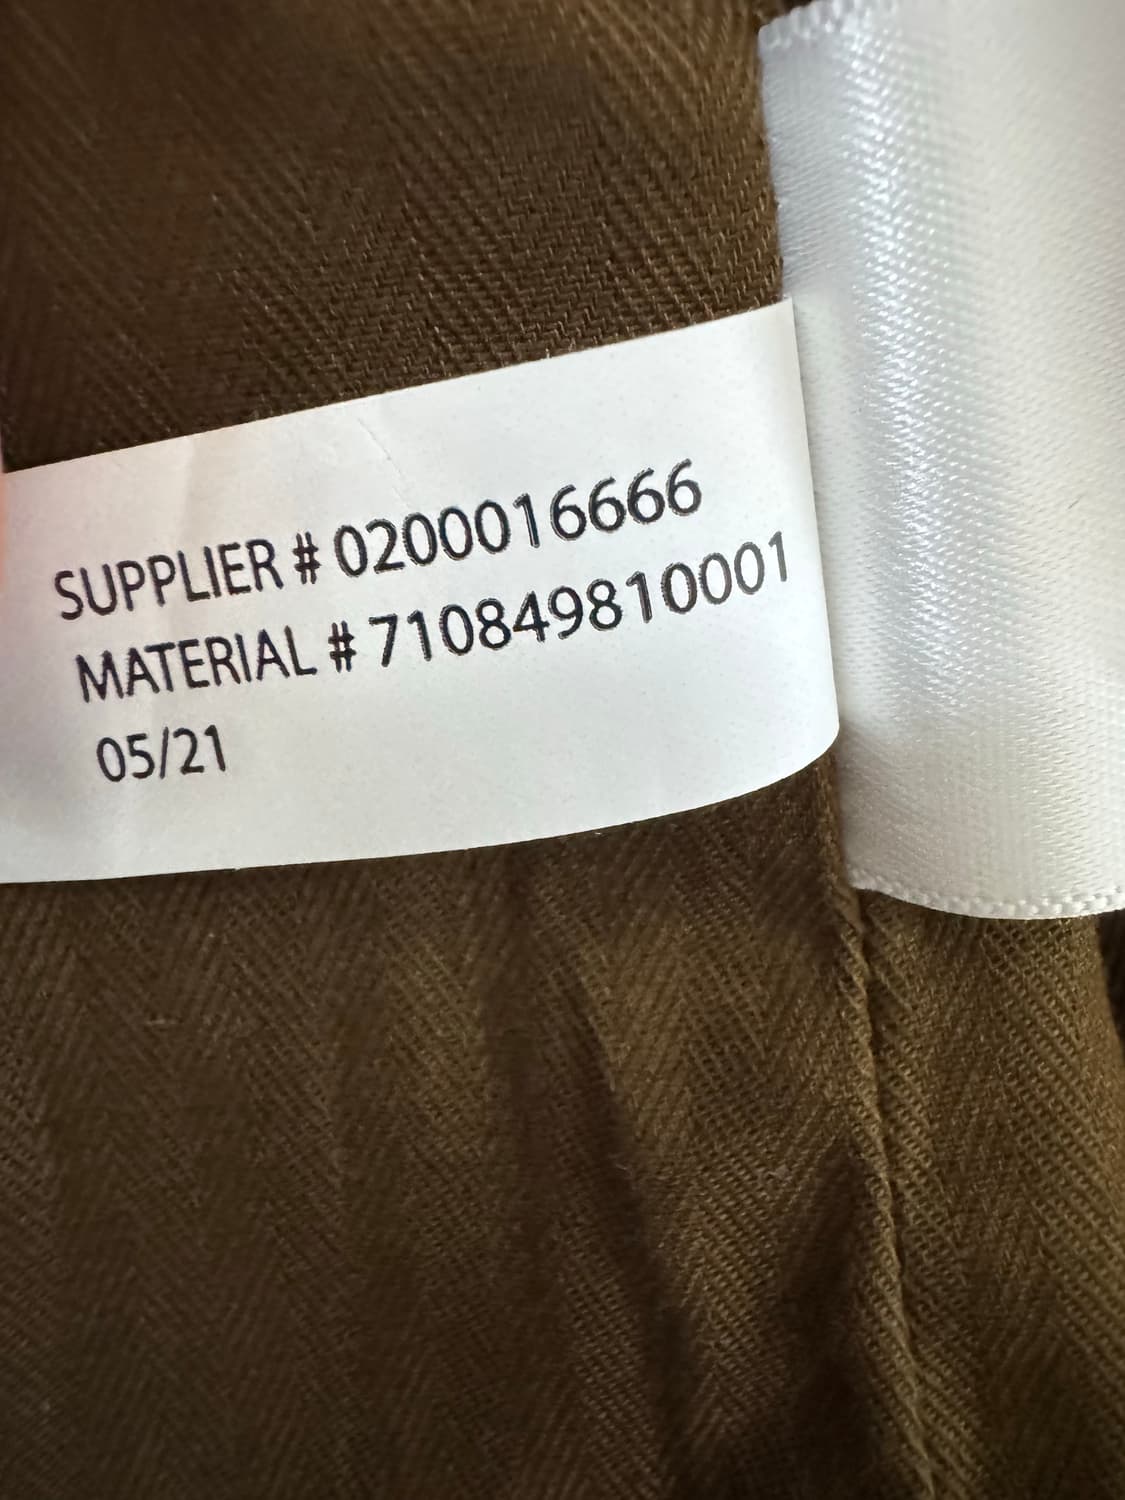 SUPPLIER # 0200016666
MATERIAL # 710849810001
05/21